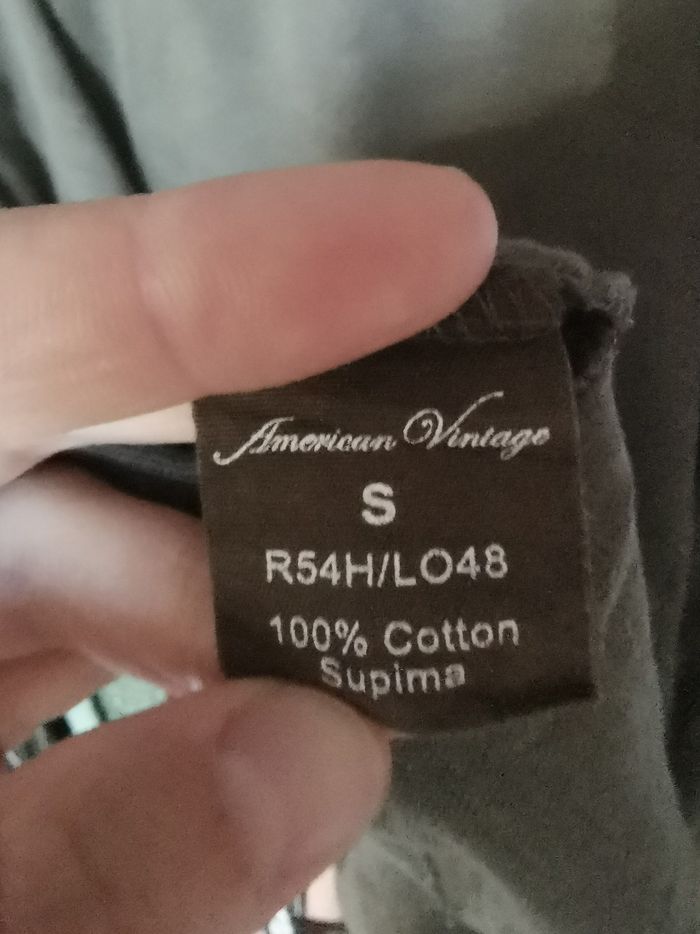 American Vintage
S
R54H/LO48
100% Cotton
Supima